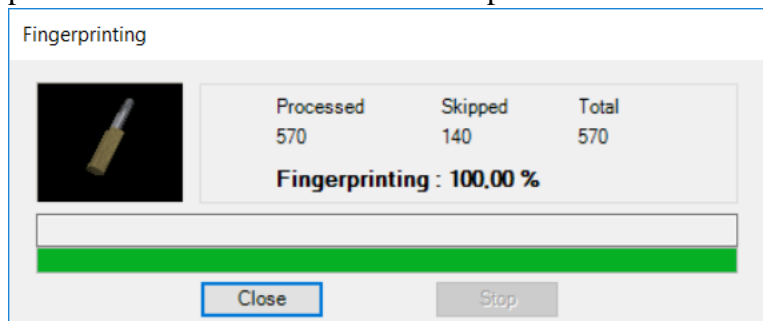 Fingerprinting
Processed Skipped Total
570 140 570
Fingerprinting : 100,00 %
Close Stop